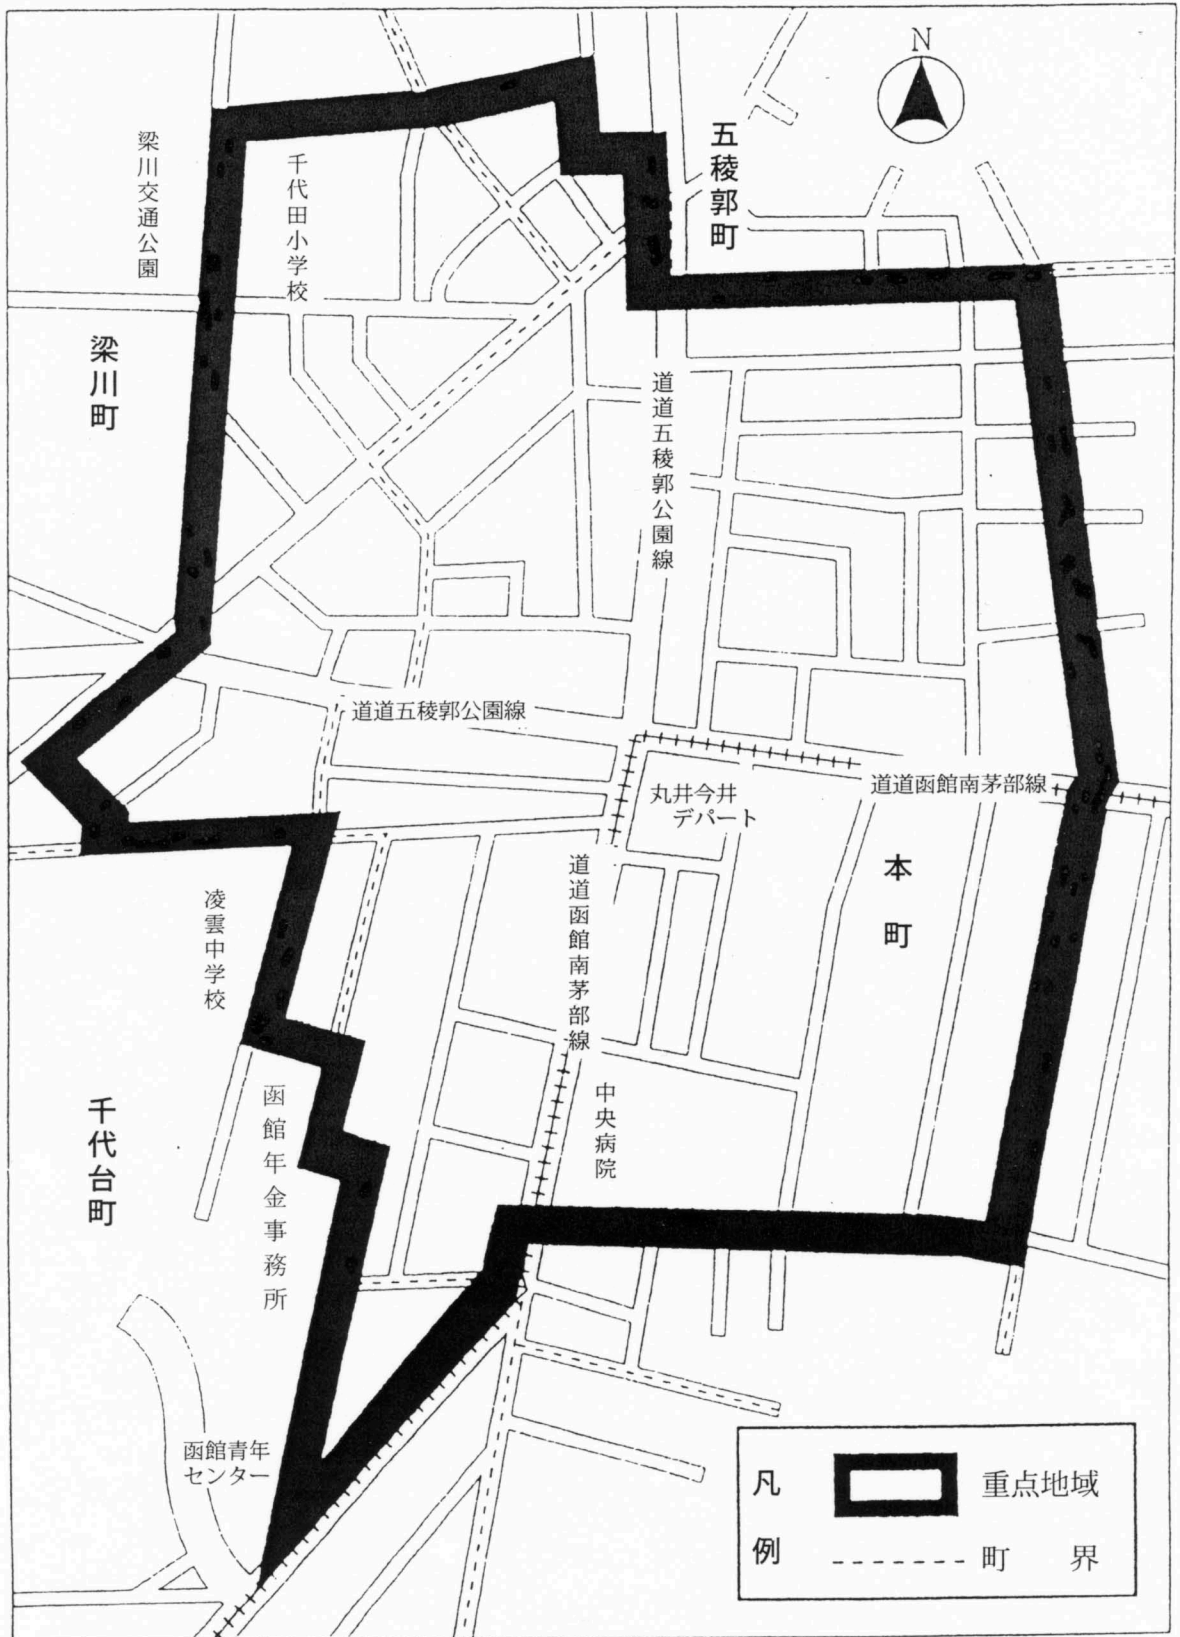 N
五稜郭町
梁川交通公園
千代田小学校
梁川町
道道五稜郭公園線
道道五稜郭公園線
道道函館南茅部線
丸井今井
デパート
本町
道道函館南茅部線
凌雲中学校
中央病院
千代台町
函館年金事務所
函館青年
センター
凡例
重点地域
町界